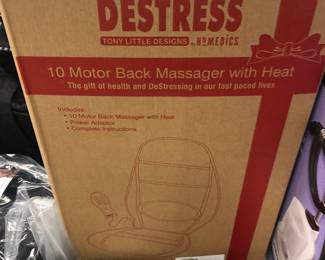 DESTRESS
TONY LITTLE DESIGNS by HOMEDICS
10 Motor Back Massager with Heat
The gift of health and DeStressing in our fast paced lives
Includes:
• 10 Motor Back Massager with Heat
• Power Adaptor
• Complete Instructions